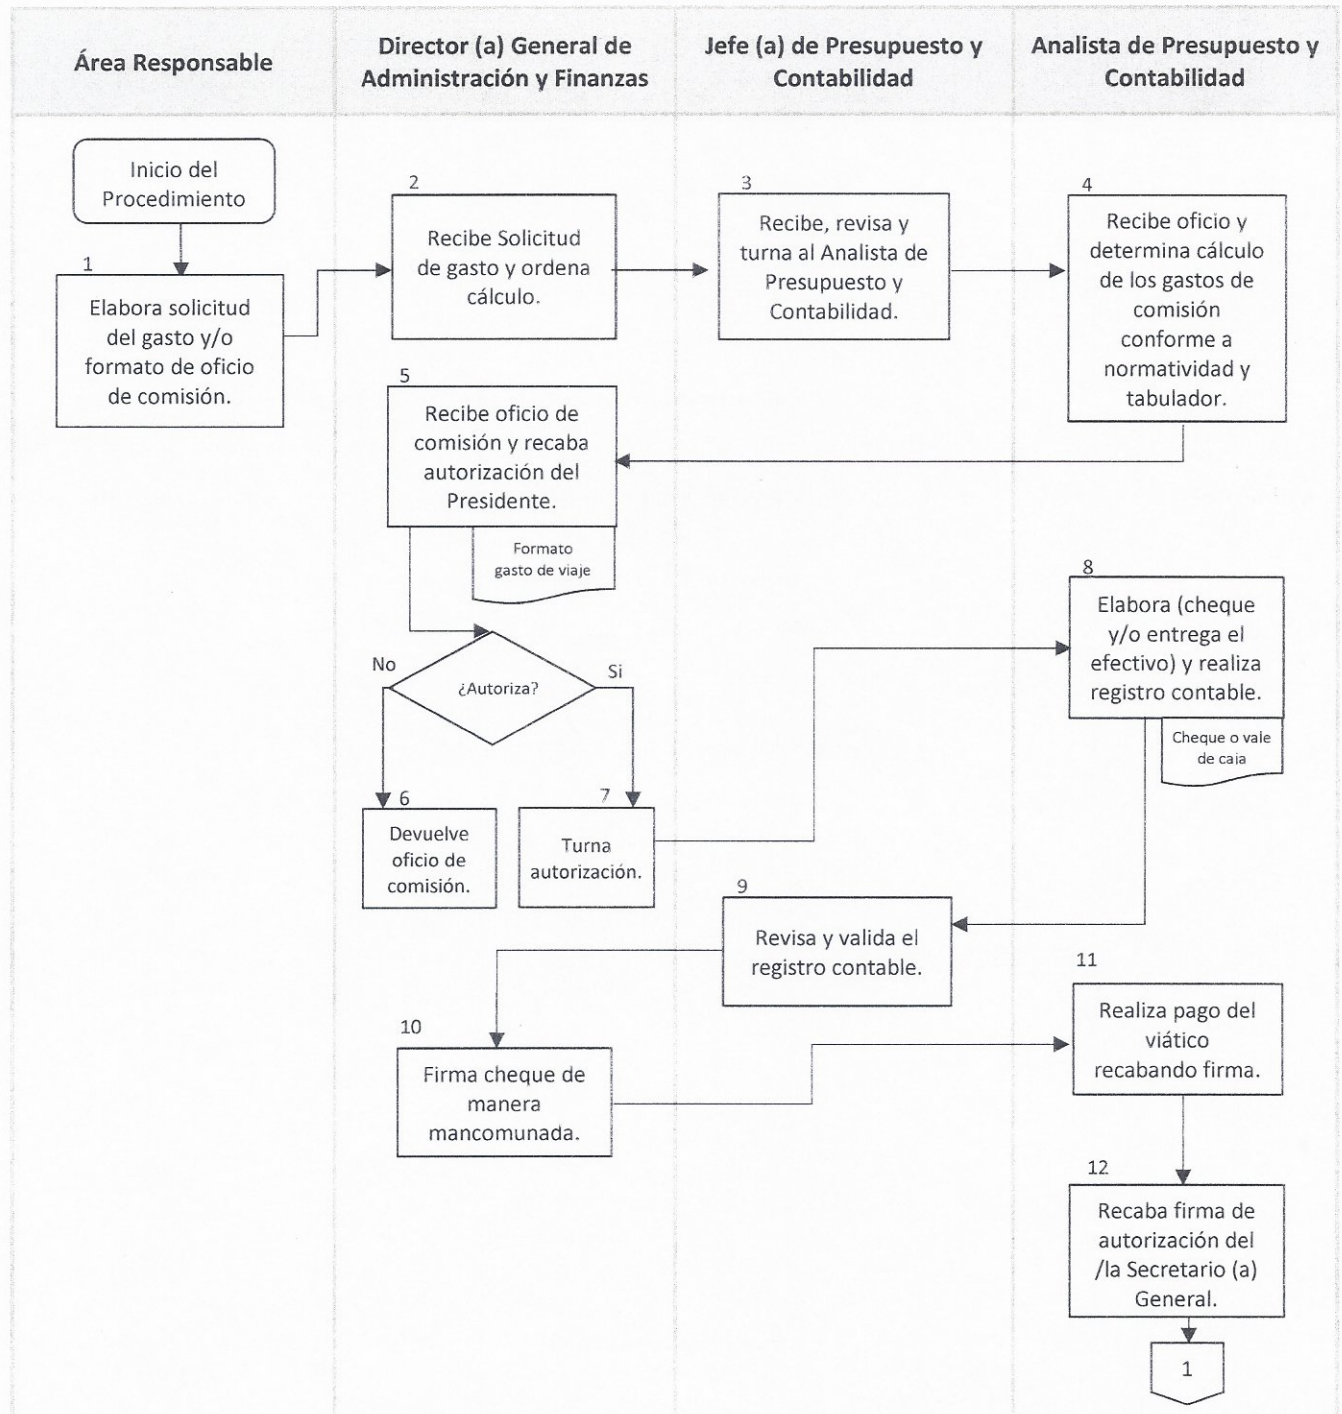 Área Responsable
Director (a) General de
Administración y Finanzas
Jefe (a) de Presupuesto y
Contabilidad
Analista de Presupuesto y
Contabilidad
Inicio del
Procedimiento
1
Elabora solicitud
del gasto y/o
formato de oficio
de comisión.
2
Recibe Solicitud
de gasto y ordena
cálculo.
3
Recibe, revisa y
turna al Analista de
Presupuesto y
Contabilidad.
4
Recibe oficio y
determina cálculo
de los gastos de
comisión
conforme a
normatividad y
tabulador.
5
Recibe oficio de
comisión y recaba
autorización del
Presidente.
Formato
gasto de viaje
¿Autoriza?
No
Si
6
Devuelve
oficio de
comisión.
7
Turna
autorización.
8
Elabora (cheque
y/o entrega el
efectivo) y realiza
registro contable.
Cheque o vale
de caja
9
Revisa y valida el
registro contable.
10
Firma cheque de
manera
mancomunada.
11
Realiza pago del
viático
recabando firma.
12
Recaba firma de
autorización del
/la Secretario (a)
General.
1